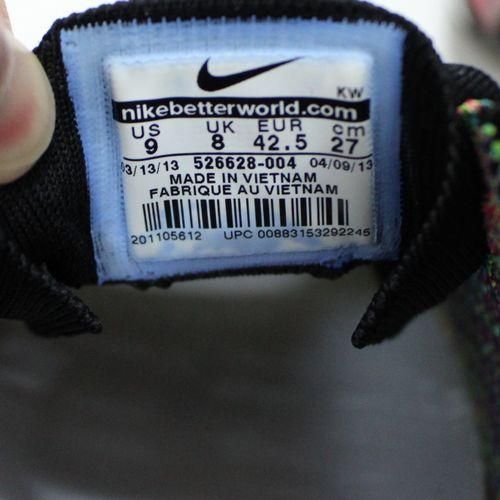 KW
nikebetterworld.com
US UK EUR cm
9 8 42.5 27
03/13/13 526628-004 04/09/13
MADE IN VIETNAM
FABRIQUE AU VIETNAM
201105612 UPC 00883153292245